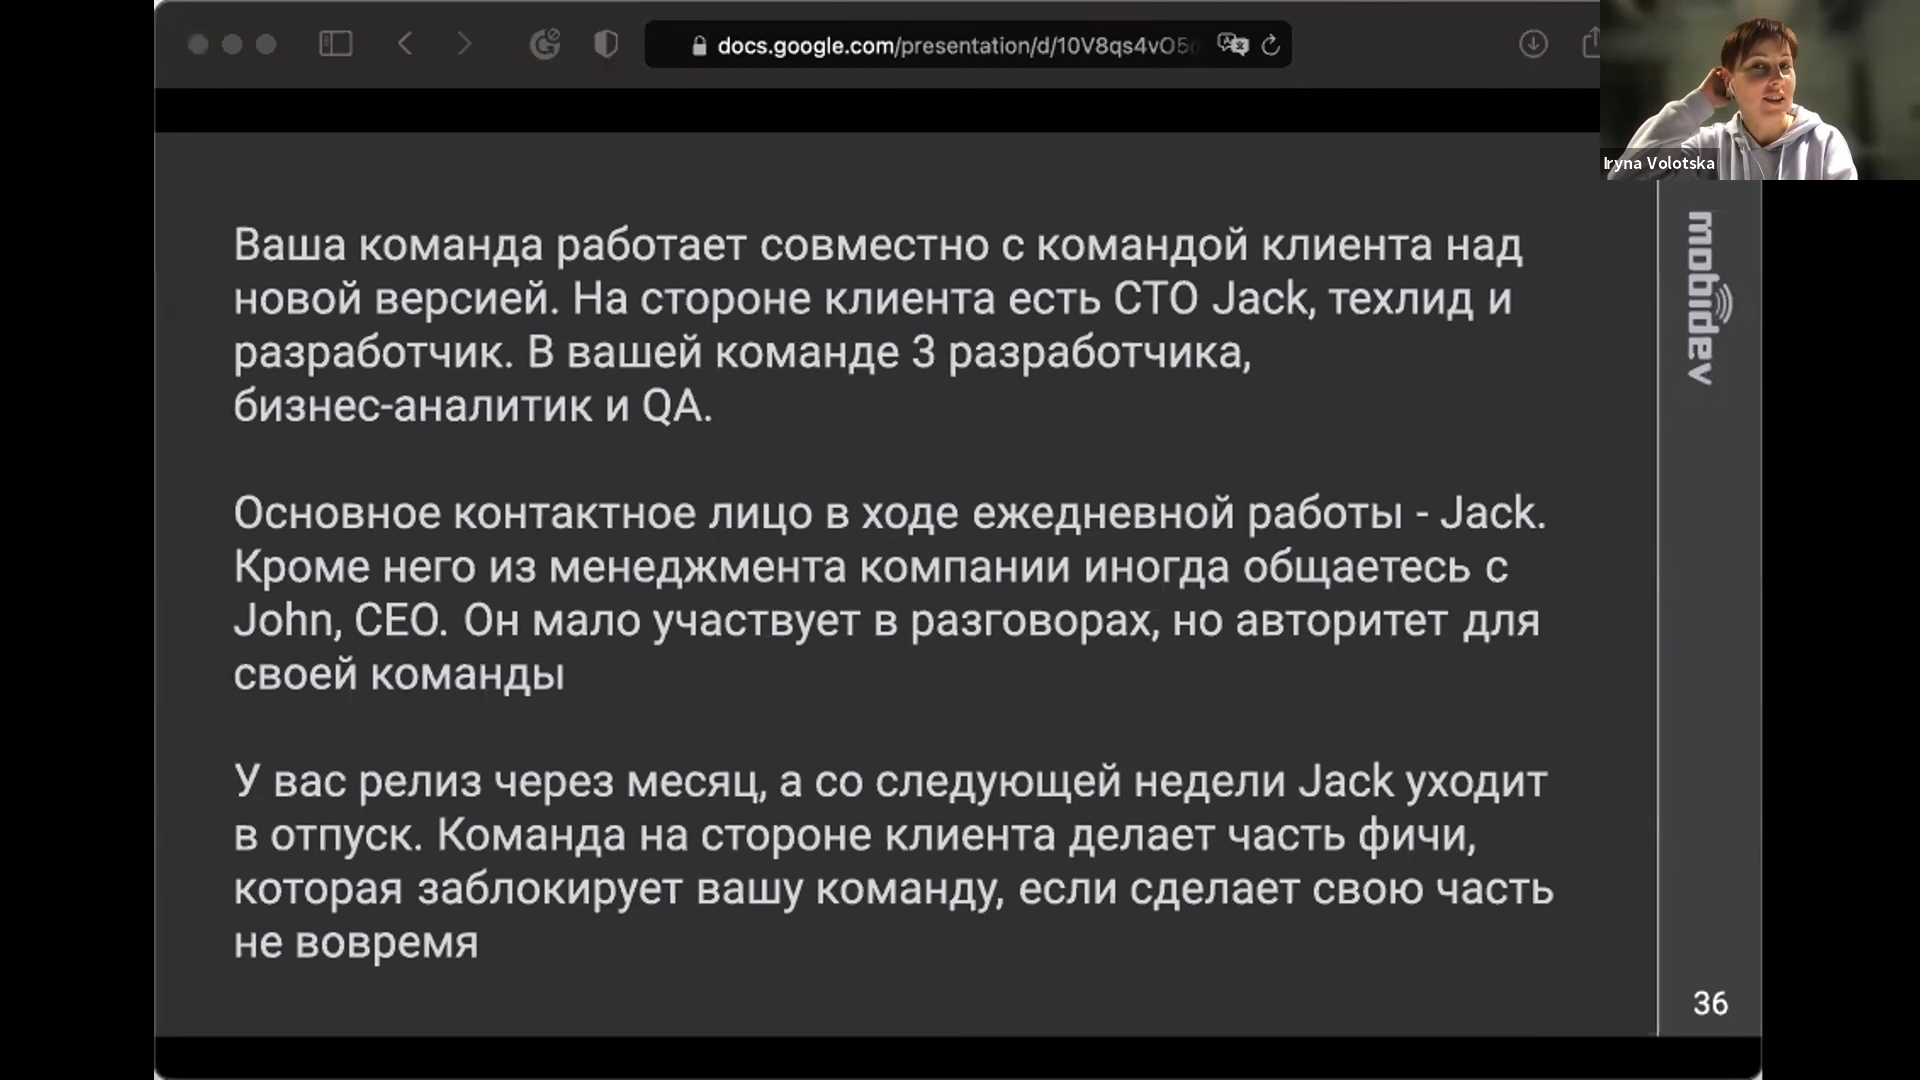 docs.google.com/presentation/d/10V8qs4vO5
Iryna Volotska
Ваша команда работает совместно с командой клиента над
новой версией. На стороне клиента есть CTO Jack, техлид и
разработчик. В вашей команде 3 разработчика,
бизнес-аналитик и QA.
Основное контактное лицо в ходе ежедневной работы - Jack.
Кроме него из менеджмента компании иногда общаетесь с
John, CEO. Он мало участвует в разговорах, но авторитет для
своей команды
У вас релиз через месяц, а со следующей недели Jack уходит
в отпуск. Команда на стороне клиента делает часть фичи,
которая заблокирует вашу команду, если сделает свою часть
не вовремя
mobidev
36